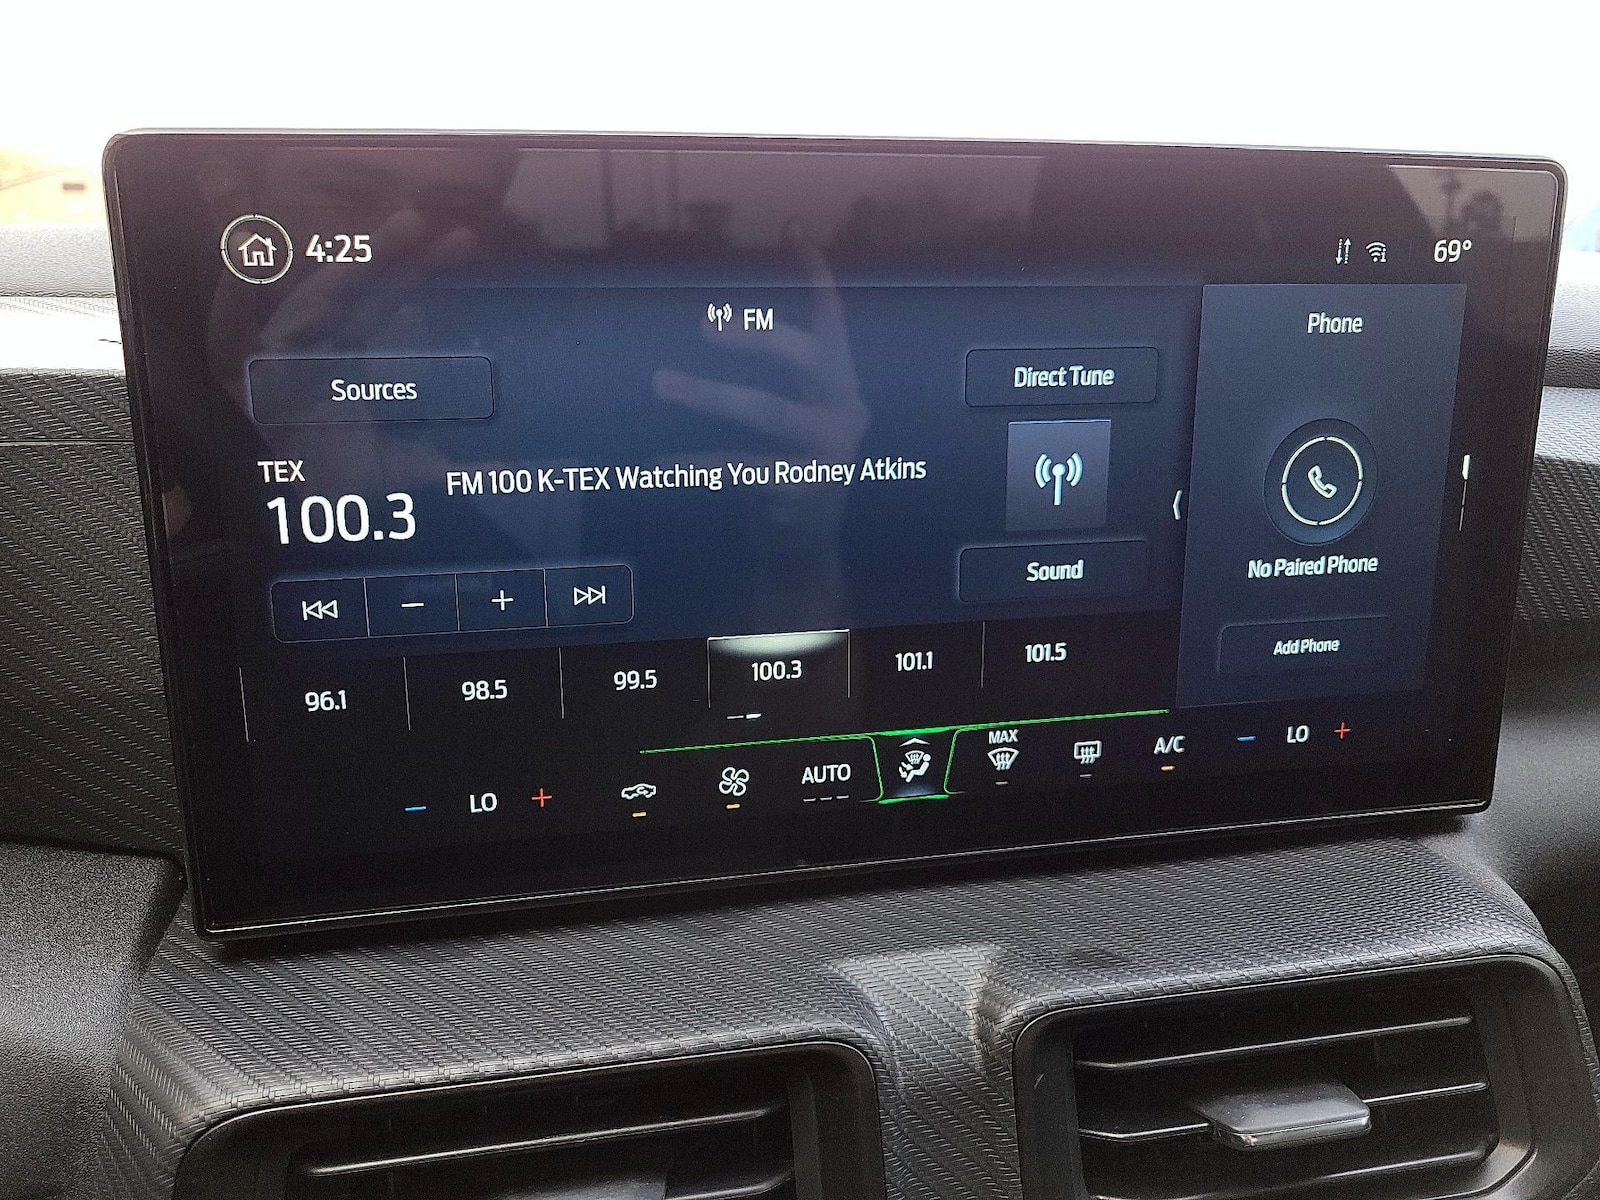 4:25
69°
FM
Phone
Sources
Direct Tune
TEX
100.3
FM 100 K-TEX Watching You Rodney Atkins
No Paired Phone
Sound
Add Phone
96.1
98.5
99.5
100.3
101.1
101.5
LO
AUTO
MAX
A/C
LO